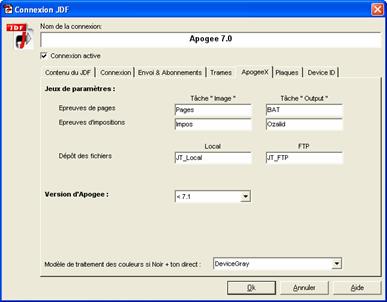 Connexion JDF
JDF
Nom de la connexion:
Apogee 7.0
Connexion active
Contenu du JDF Connexion Envoi & Abonnements Trames ApogeeX Plaques Device ID
Jeux de paramètres :
Tâche " Image " Tâche " Output "
Epreuves de pages Pages BAT
Epreuves d'impositions Impos Ozalid
Local FTP
Dépôt des fichiers JT_Local JT_FTP
Version d'Apogee : < 7.1
Modèle de traitement des couleurs si Noir + ton direct : DeviceGray
Ok Annuler Aide